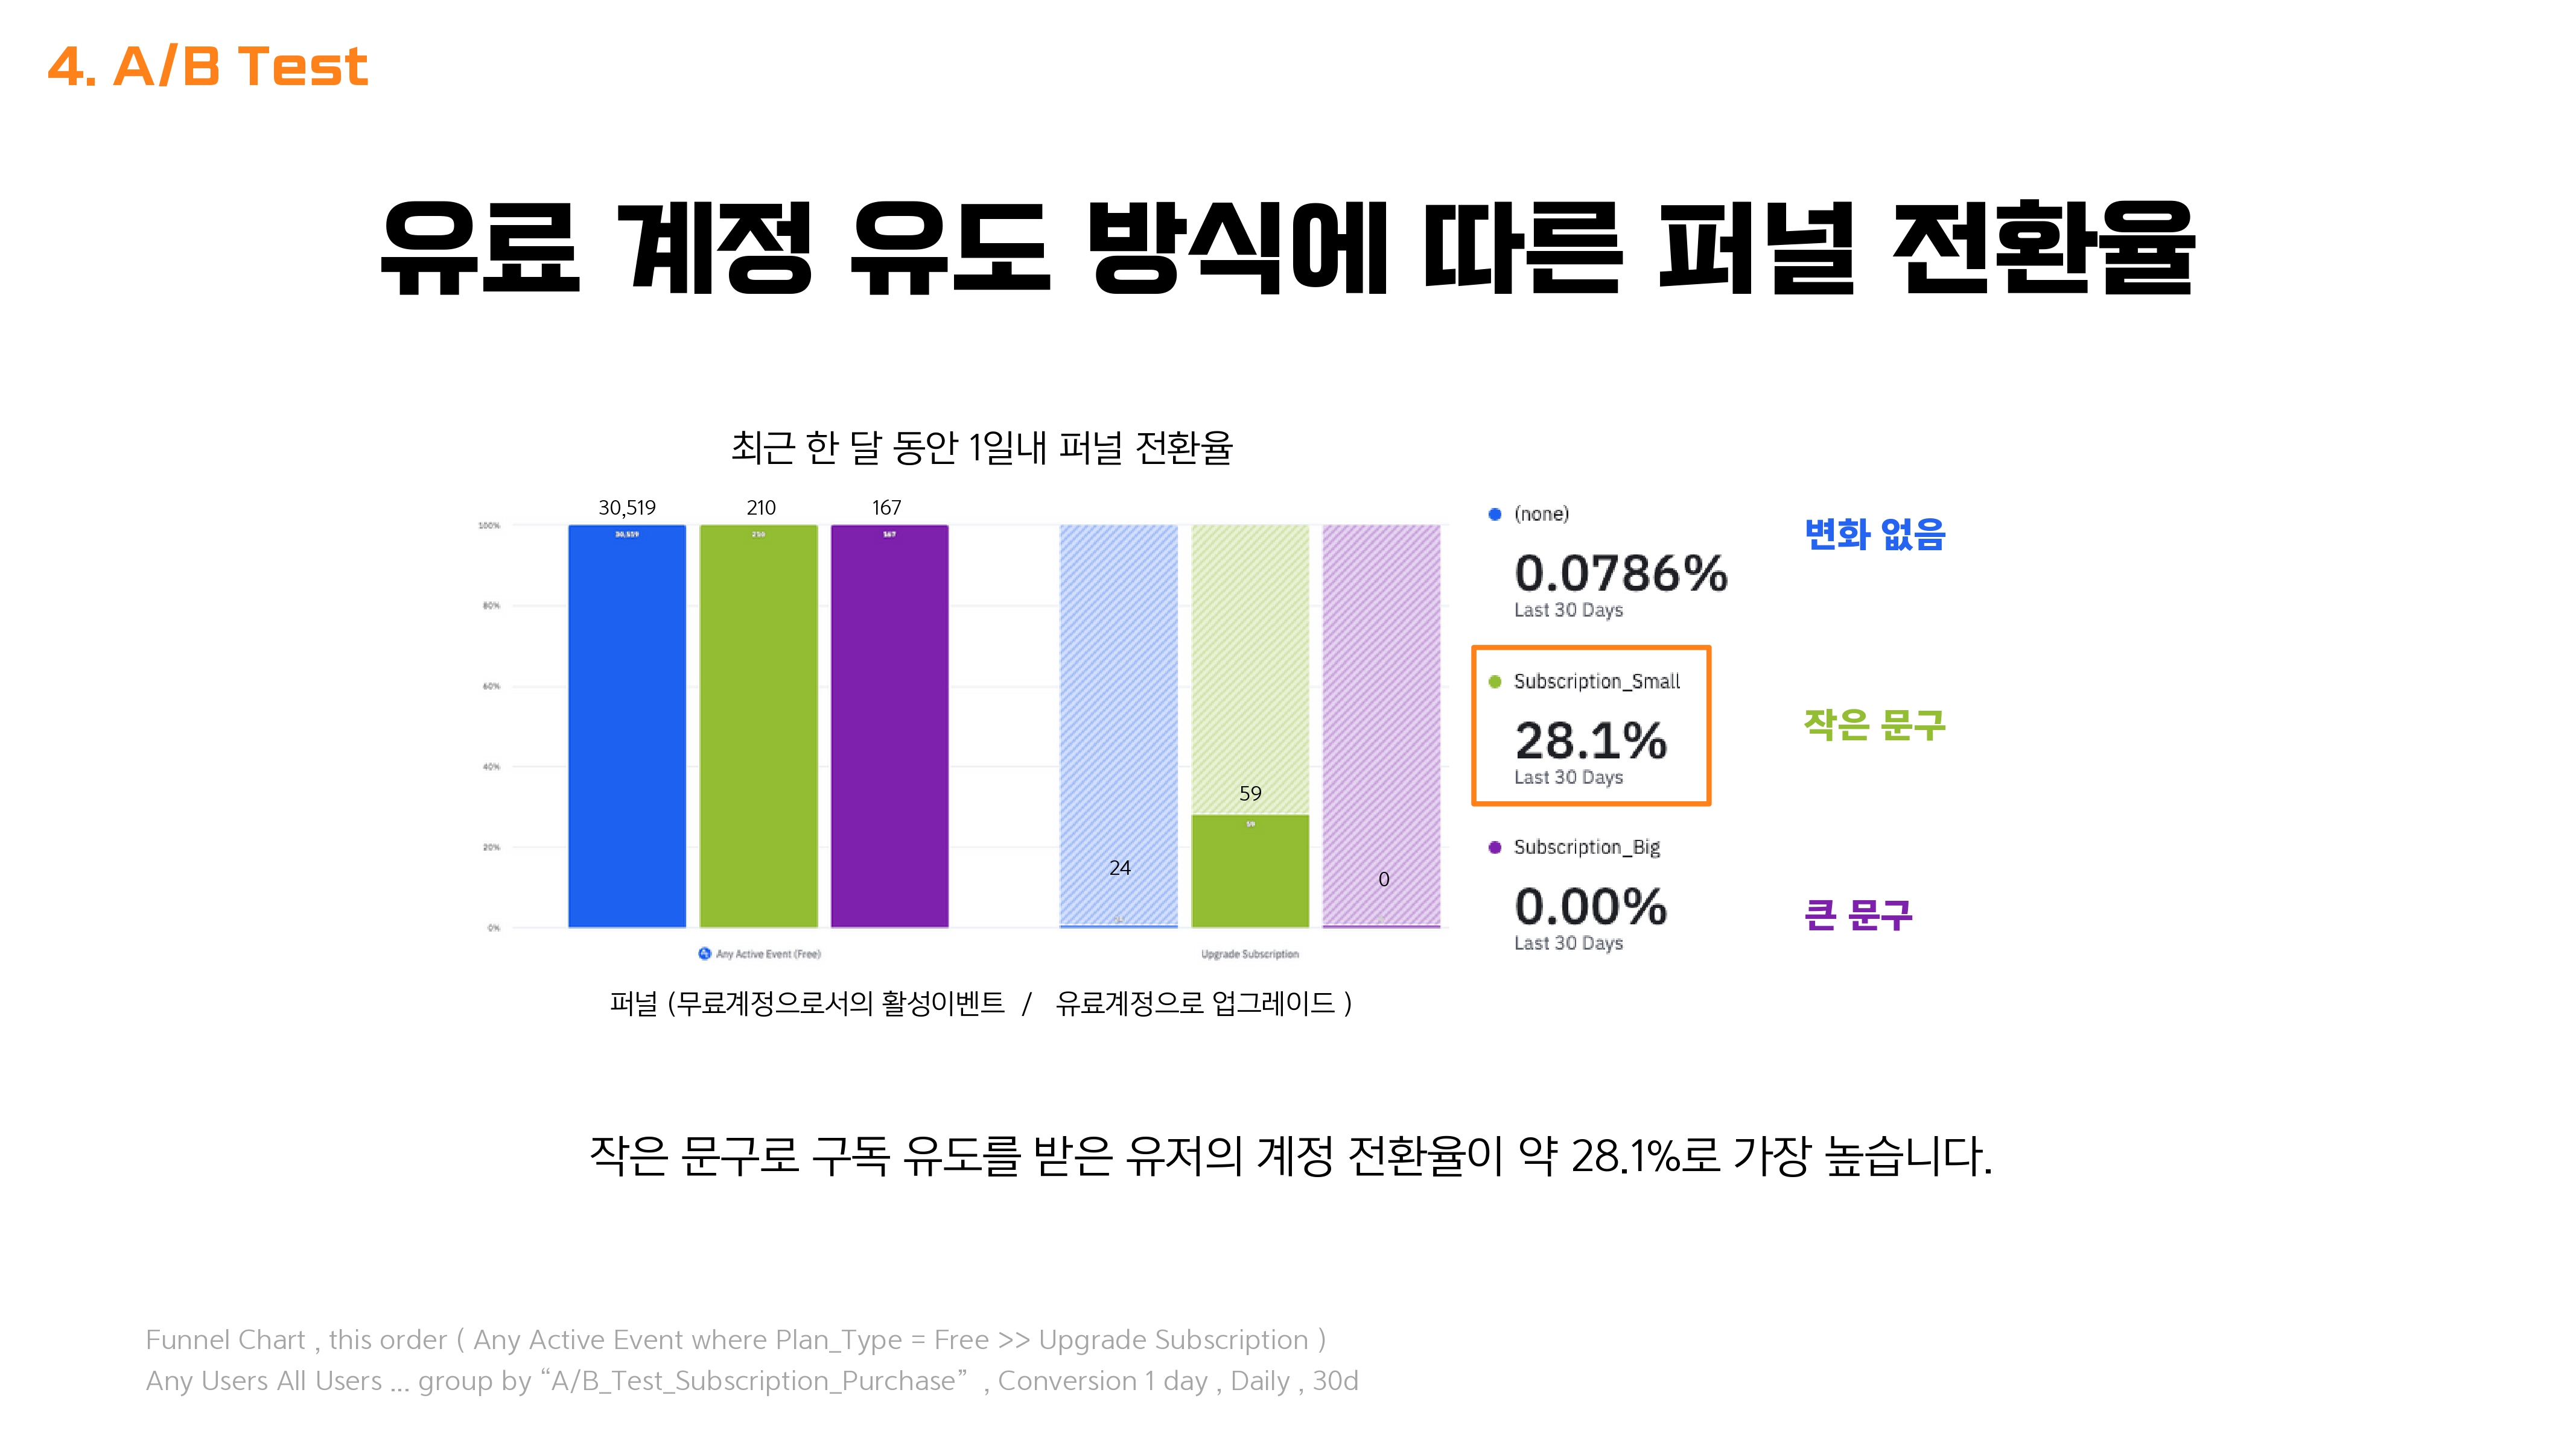 4. A/B Test
유료 계정 유도 방식에 따른 퍼널 전환율
최근 한 달 동안 1일내 퍼널 전환율
30,519
210
167
100%
80%
60%
40%
20%
0%
30,519
210
167
24
59
59
0
Any Active Event (Free)
Upgrade Subscription
퍼널 (무료계정으로서의 활성이벤트 / 유료계정으로 업그레이드 )
(none)
0.0786%
Last 30 Days
변화 없음
Subscription_Small
28.1%
Last 30 Days
작은 문구
Subscription_Big
0.00%
Last 30 Days
큰 문구
작은 문구로 구독 유도를 받은 유저의 계정 전환율이 약 28.1%로 가장 높습니다.
Funnel Chart , this order ( Any Active Event where Plan_Type = Free >> Upgrade Subscription )
Any Users All Users ... group by “A/B_Test_Subscription_Purchase” , Conversion 1 day , Daily , 30d